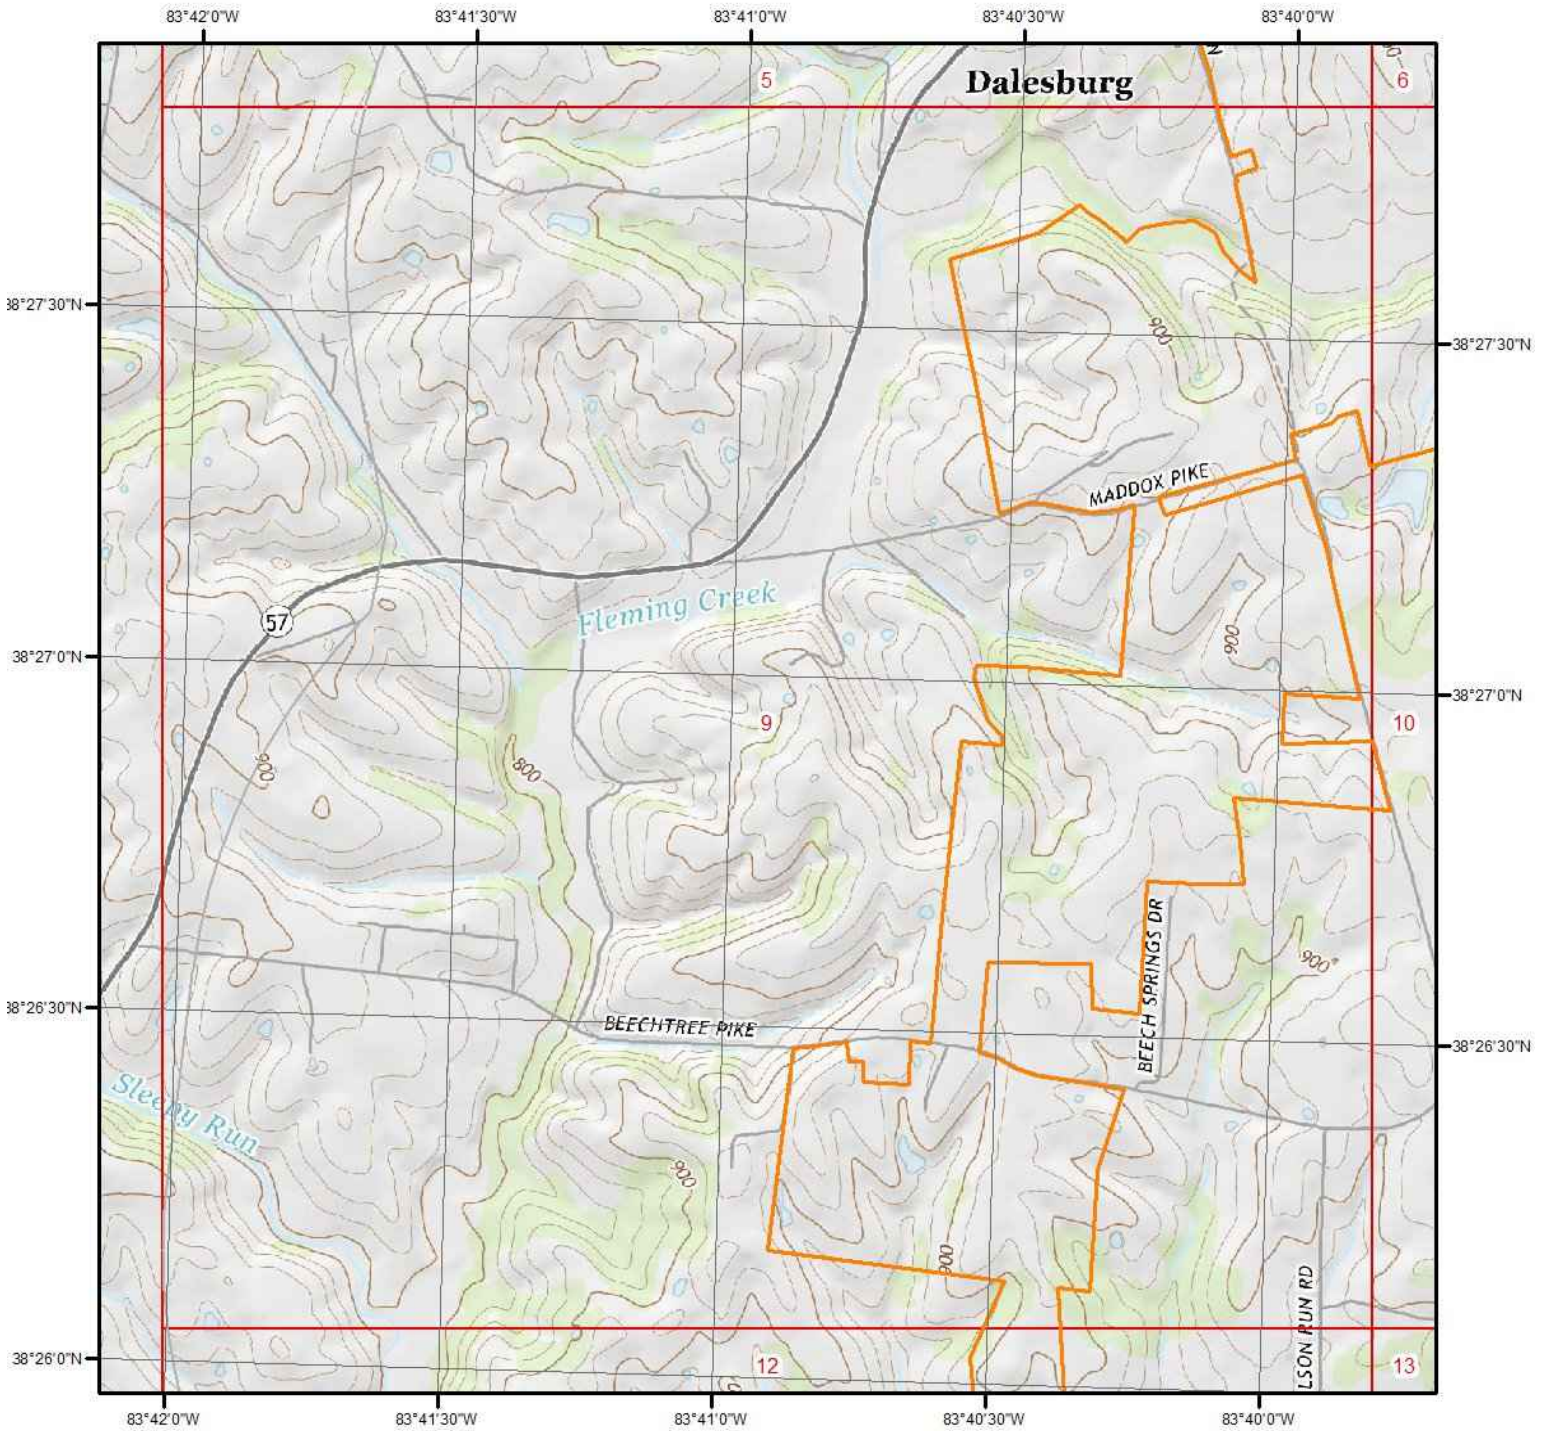 83°42'0"W 83°41'30"W 83°41'0"W 83°40'30"W 83°40'0"W
5
Dalesburg
6
38°27'30"N
900
38°27'30"N
MADDOX PIKE
57
Fleming Creek
900
38°27'0"N
38°27'0"N
9
10
900
800
BEECH SPRINGS DR
900
38°26'30"N
BEECHTREE PIKE
38°26'30"N
Sleepy Run
900
900
LSON RUN RD
38°26'0"N
12
13
83°42'0"W 83°41'30"W 83°41'0"W 83°40'30"W 83°40'0"W